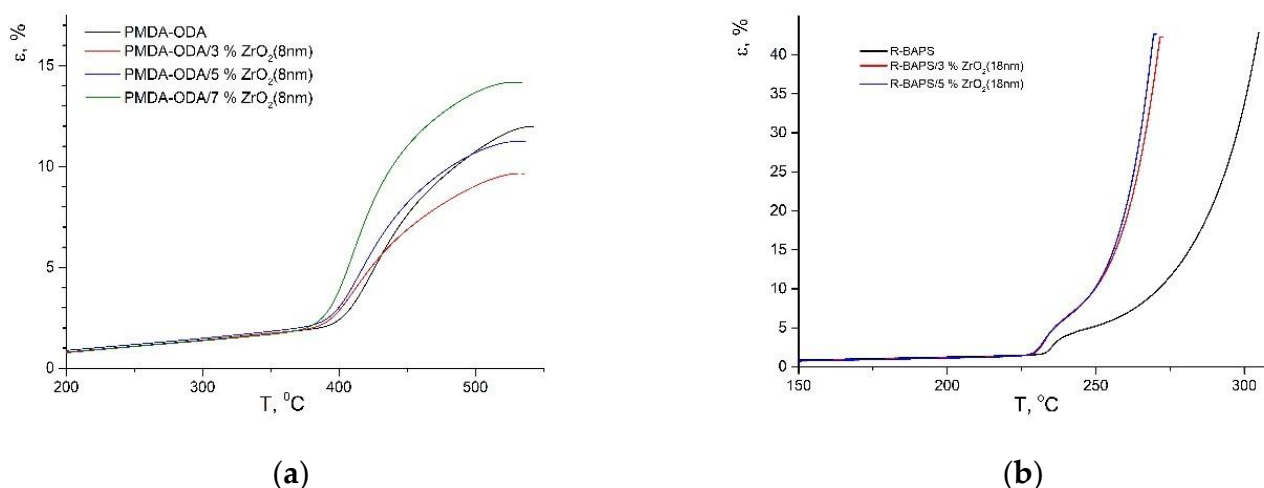 ε, %
PMDA-ODA
PMDA-ODA/3 % ZrO₂(8nm)
PMDA-ODA/5 % ZrO₂(8nm)
PMDA-ODA/7 % ZrO₂(8nm)
15
10
5
0
200
300
400
500
T, ⁰C
(a)
ε, %
R-BAPS
R-BAPS/3 % ZrO₂(18nm)
R-BAPS/5 % ZrO₂(18nm)
40
35
30
25
20
15
10
5
0
150
200
250
300
T, °C
(b)